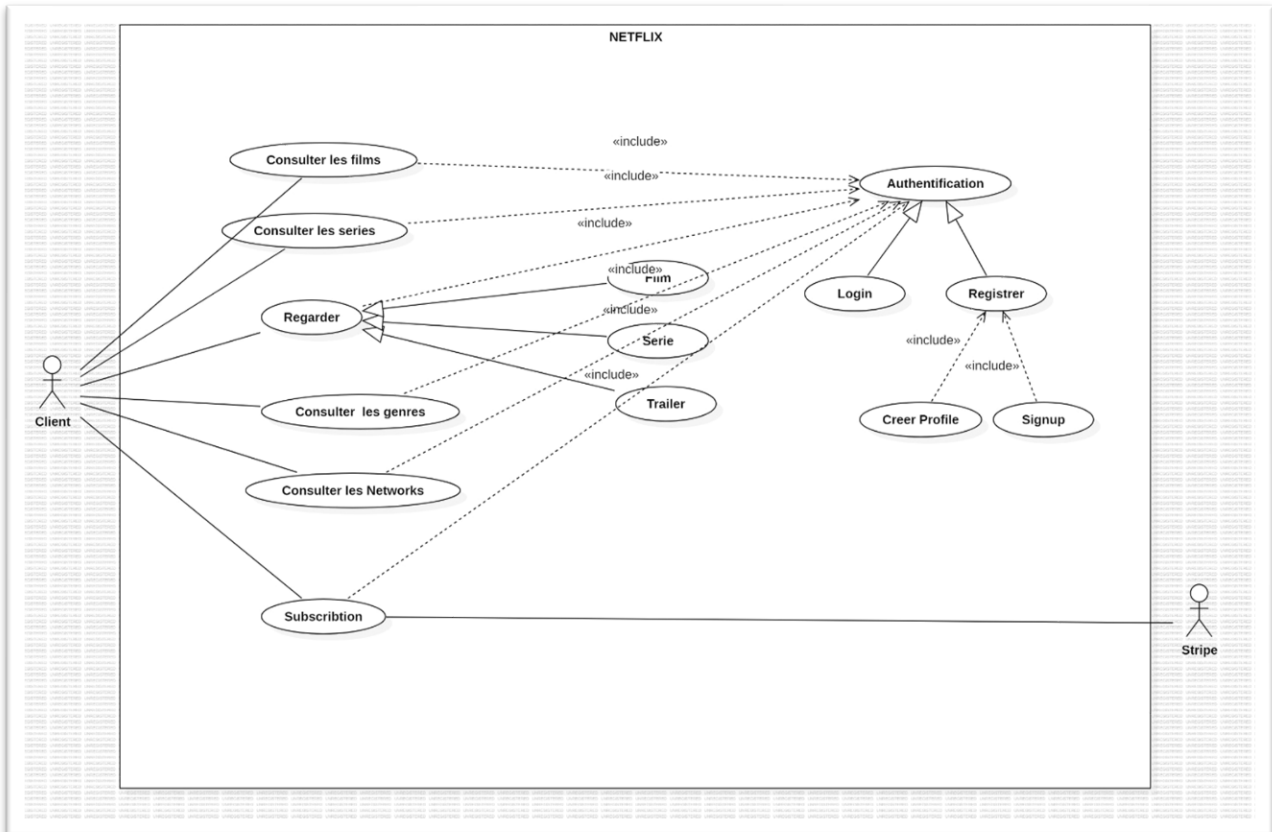 NETFLIX
«include»
Consulter les films
«include»
Authentification
«include»
Consulter les series
«include»
Film
Login
Registrer
«include»
Regarder
Serie
«include»
«include»
«include»
Trailer
Consulter les genres
Creer Profile
Signup
Client
Consulter les Networks
Subscribtion
Stripe